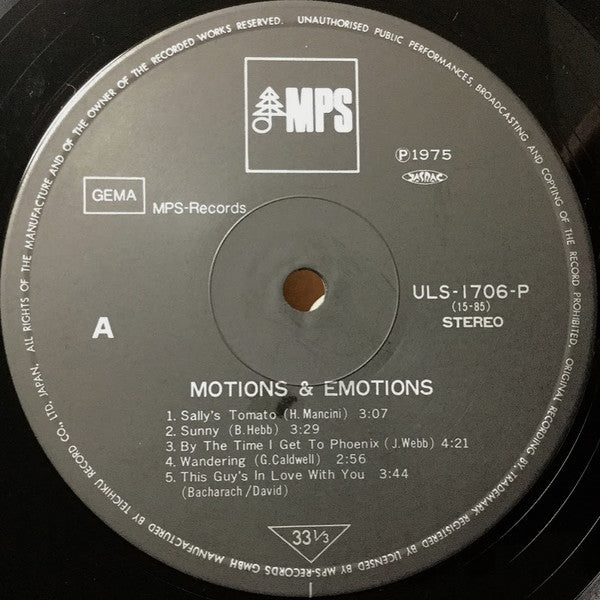 ALL RIGHTS OF THE MANUFACTURE AND OF THE OWNER OF THE RECORDED WORKS RESERVED. UNAUTHORISED PUBLIC PERFORMANCES, BROADCASTING AND COPYING OF THE RECORD PROHIBITED. ORIGINAL RECORDING BY, TRADEMARK REGISTERED BY, LICENSED BY MPS-RECORDS GMBH MANUFACTURED BY TEICHIKU RECORD CO., LTD. JAPAN.
MPS
Ⓟ1975
JASRAC
GEMA
MPS-Records
ULS-1706-P
(15-85)
STEREO
A
MOTIONS & EMOTIONS
1. Sally's Tomato (H. Mancini) 3:07
2. Sunny (B. Hebb) 3:29
3. By The Time I Get To Phoenix (J. Webb) 4:21
4. Wandering (G. Caldwell) 2:56
5. This Guy's In Love With You 3:44
(Bacharach/David)
33 1/3